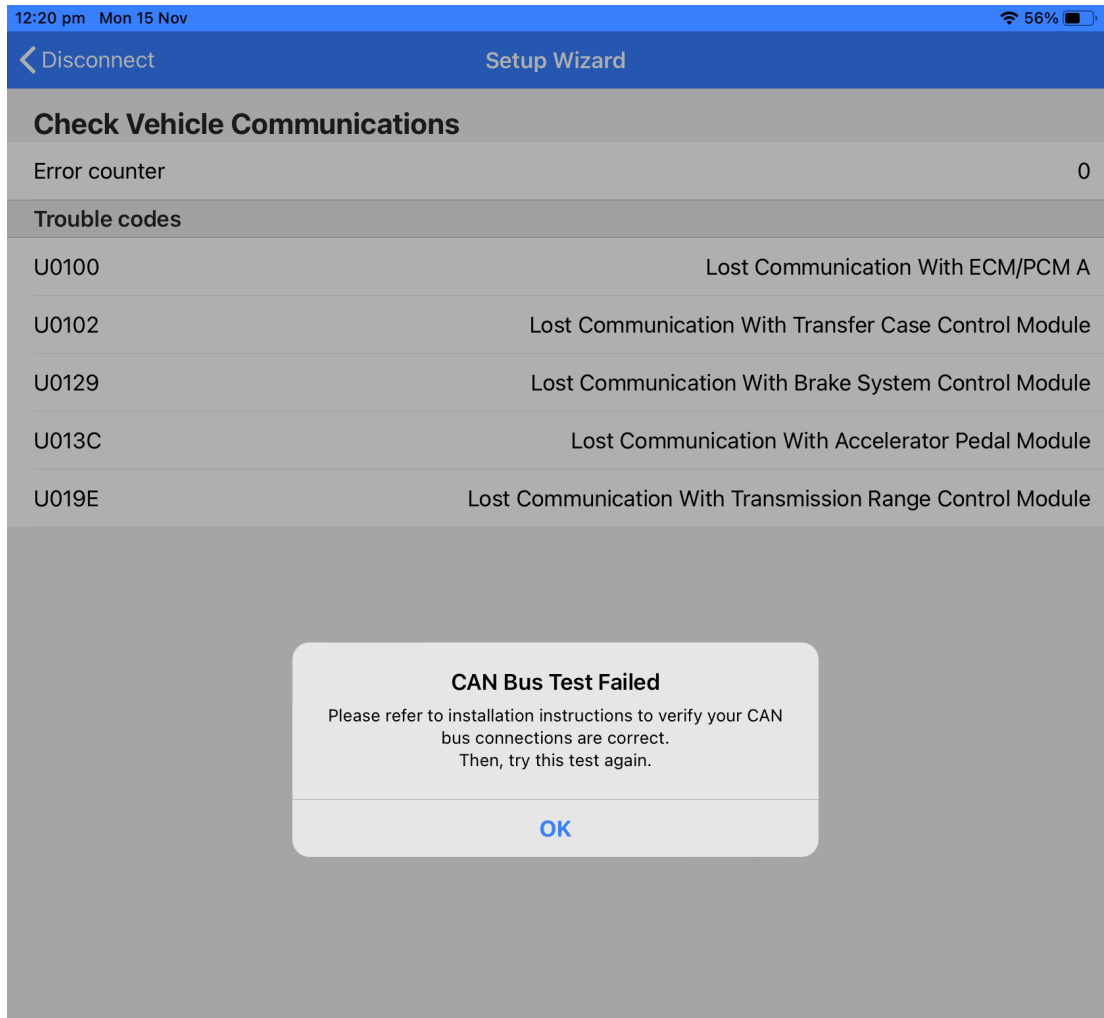 12:20 pm Mon 15 Nov 56%
Disconnect Setup Wizard
Check Vehicle Communications
Error counter 0
Trouble codes
U0100 Lost Communication With ECM/PCM A
U0102 Lost Communication With Transfer Case Control Module
U0129 Lost Communication With Brake System Control Module
U013C Lost Communication With Accelerator Pedal Module
U019E Lost Communication With Transmission Range Control Module
CAN Bus Test Failed
Please refer to installation instructions to verify your CAN
bus connections are correct.
Then, try this test again.
OK